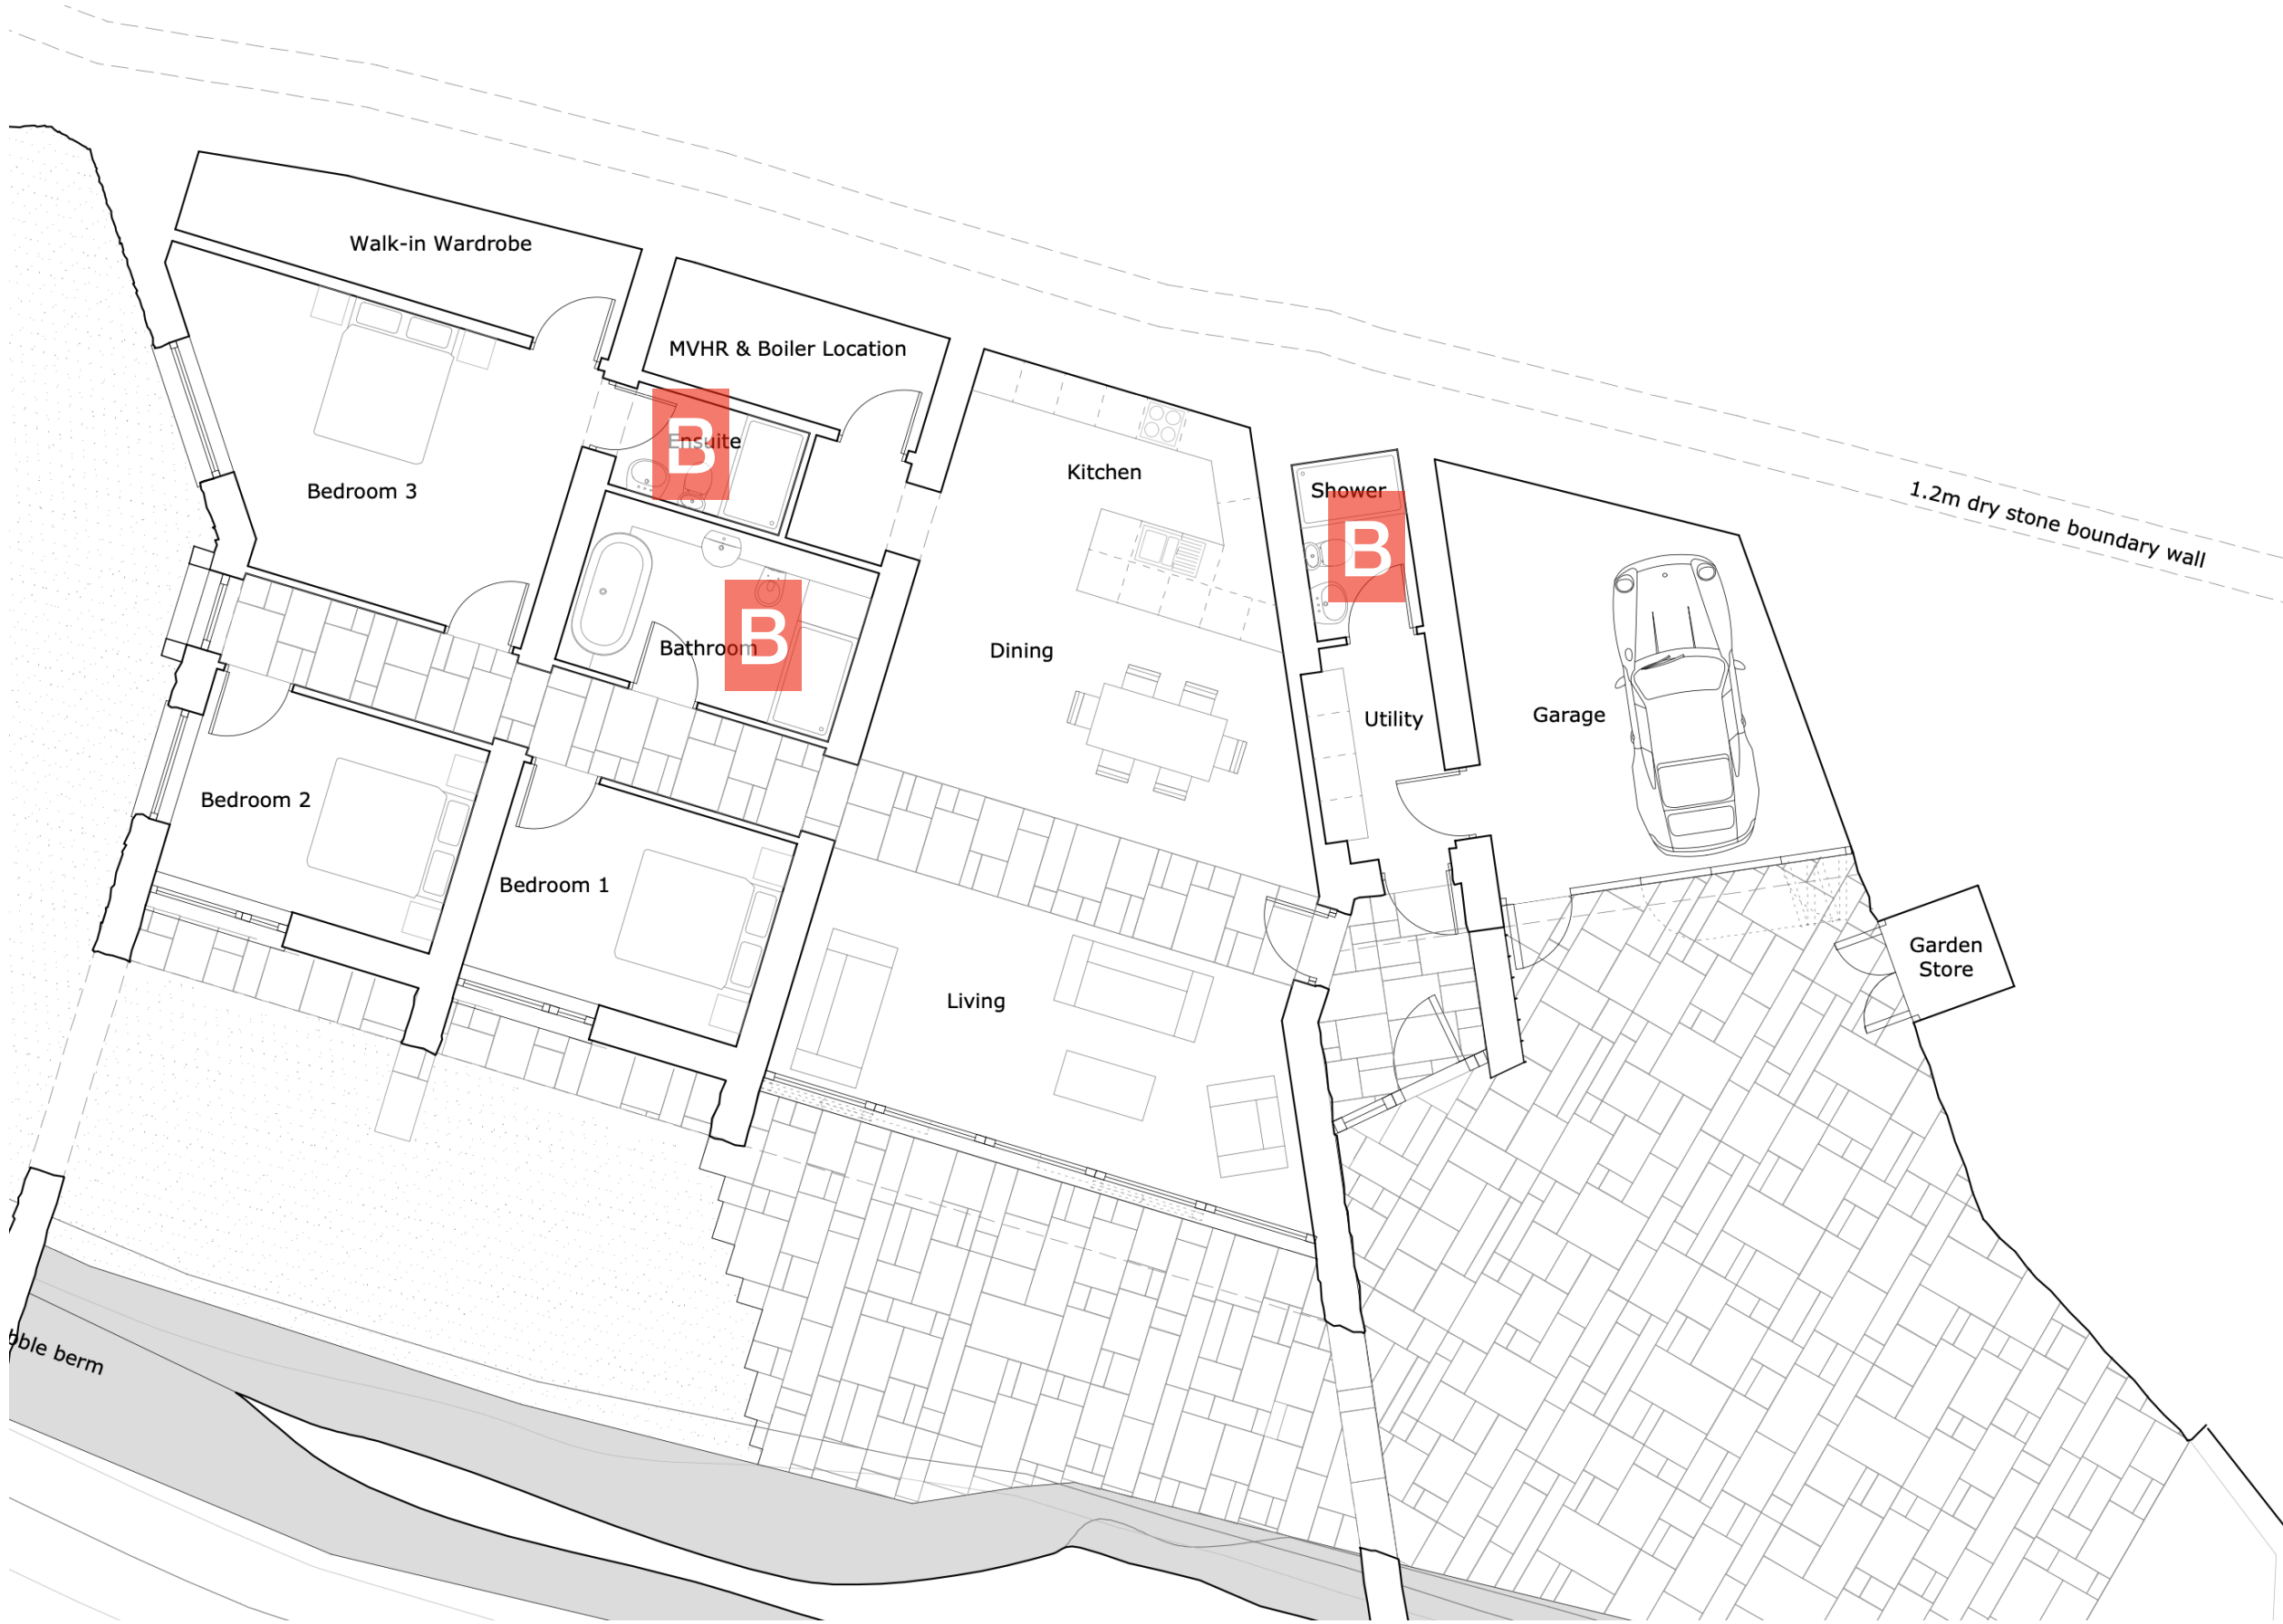 Walk-in Wardrobe
MVHR & Boiler Location
B
Ensuite
Kitchen
Bedroom 3
Shower
B
1.2m dry stone boundary wall
B
Bathroom
Dining
Utility
Garage
Bedroom 2
Bedroom 1
Living
Garden
Store
bble berm